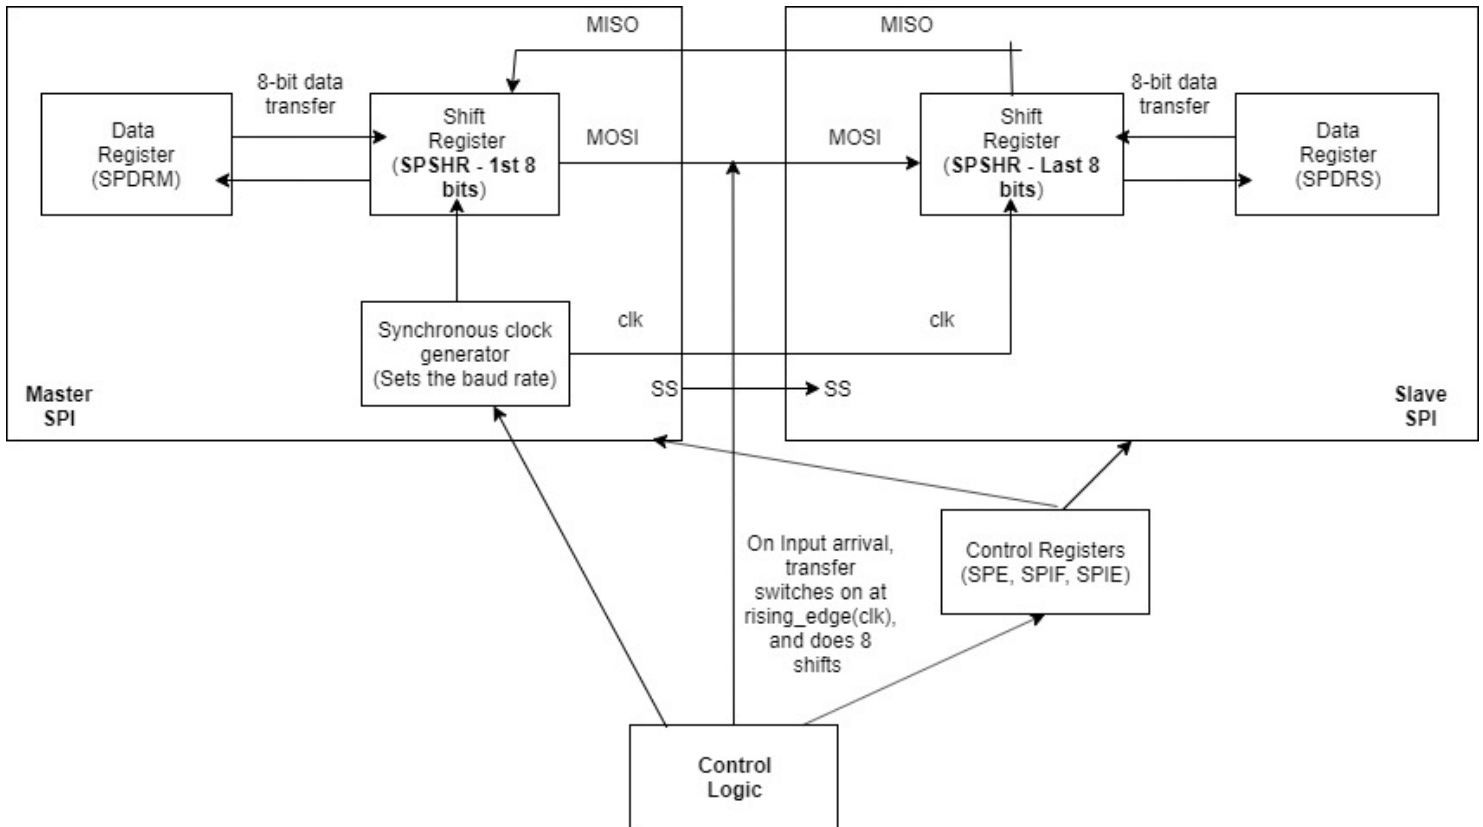 MISO
MISO
8-bit data
transfer
8-bit data
transfer
Data
Register
(SPDRM)
Shift
Register
(SPSHR - 1st 8
bits)
MOSI
MOSI
Shift
Register
(SPSHR - Last 8
bits)
Data
Register
(SPDRS)
Synchronous clock
generator
(Sets the baud rate)
clk
clk
SS
SS
Master
SPI
Slave
SPI
On Input arrival,
transfer
switches on at
rising_edge(clk),
and does 8
shifts
Control Registers
(SPE, SPIF, SPIE)
Control
Logic